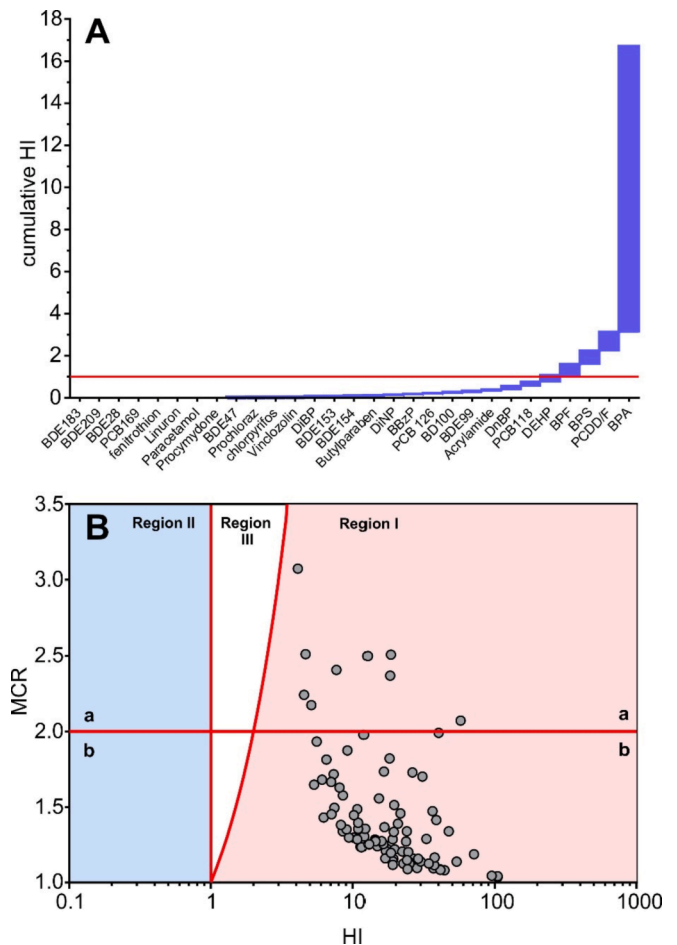 A
18
16
14
12
10
8
6
4
2
0
cumulative HI
BDE183
BDE209
BDE28
PCB169
fenitrothion
Linuron
Paracetamol
Procymydone
BDE47
Prochloraz
chlorpyrifos
Vinclozolin
DiBP
BDE153
BDE154
Butylparaben
DiNP
BBzP
PCB 126
BD100
BDE99
Acrylamide
DnBP
PCB118
DEHP
BPF
BPS
PCDD/F
BPA
B
Region II
Region
III
Region I
3.5
3.0
2.5
2.0
1.5
1.0
MCR
a
a
b
b
0.1
1
10
100
1000
HI